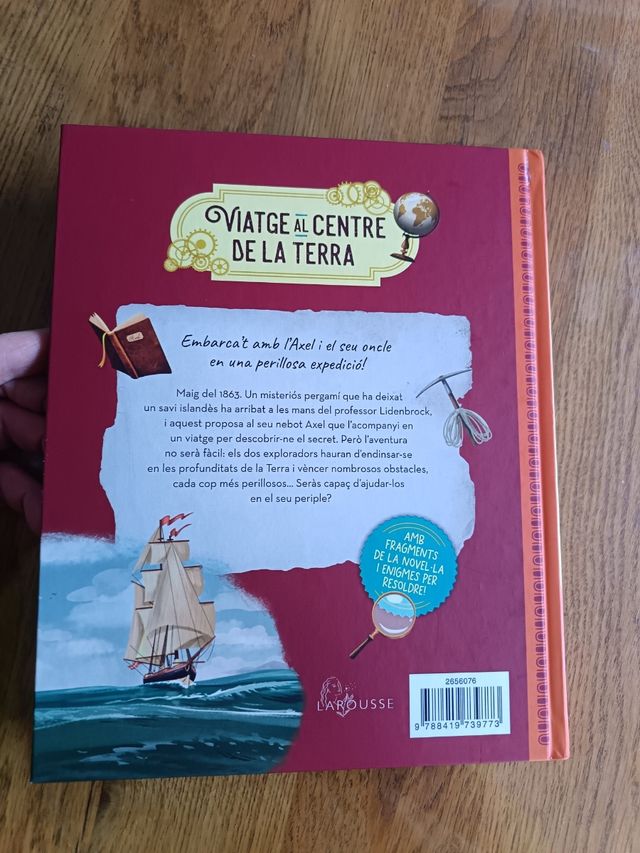 VIATGE AL CENTRE
DE LA TERRA
Embarca't amb l'Axel i el seu oncle
en una perillosa expedició!
Maig del 1863. Un misteriós pergamí que ha deixat
un savi islandès ha arribat a les mans del professor Lidenbrock,
i aquest proposa al seu nebot Axel que l'acompanyi en
un viatge per descobrir-ne el secret. Però l'aventura
no serà fàcil: els dos exploradors hauran d'endinsar-se
en les profunditats de la Terra i vèncer nombrosos obstacles,
cada cop més perillosos... Seràs capaç d'ajudar-los
en el seu periple?
AMB
FRAGMENTS
DE LA NOVEL·LA
I ENIGMES PER
RESOLDRE!
LAROUSSE
2656076
9 788419 739773